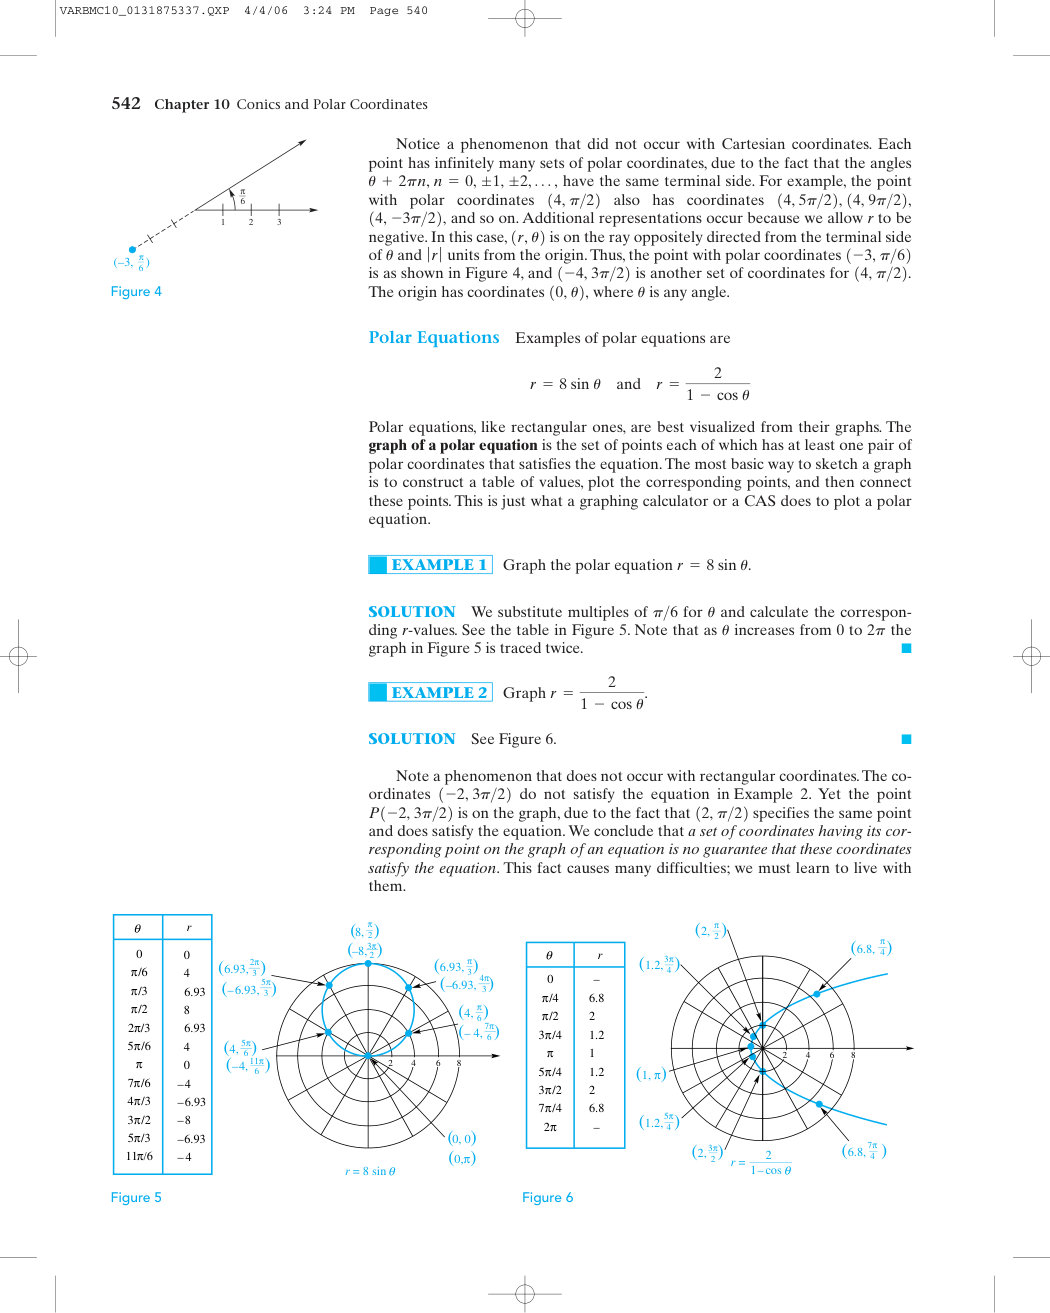 VARBMC10_0131875337.QXP 4/4/06 3:24 PM Page 540
542 Chapter 10 Conics and Polar Coordinates
π/6
1 2 3
(–3, π/6)
Figure 4
Notice a phenomenon that did not occur with Cartesian coordinates. Each
point has infinitely many sets of polar coordinates, due to the fact that the angles
θ + 2πn, n = 0, ±1, ±2, . . . , have the same terminal side. For example, the point
with polar coordinates (4, π/2) also has coordinates (4, 5π/2), (4, 9π/2),
(4, −3π/2), and so on. Additional representations occur because we allow r to be
negative. In this case, (r, θ) is on the ray oppositely directed from the terminal side
of θ and |r| units from the origin. Thus, the point with polar coordinates (−3, π/6)
is as shown in Figure 4, and (−4, 3π/2) is another set of coordinates for (4, π/2).
The origin has coordinates (0, θ), where θ is any angle.
Polar Equations Examples of polar equations are
r = 8 sin θ and r = 2/(1 − cos θ)
Polar equations, like rectangular ones, are best visualized from their graphs. The
graph of a polar equation is the set of points each of which has at least one pair of
polar coordinates that satisfies the equation. The most basic way to sketch a graph
is to construct a table of values, plot the corresponding points, and then connect
these points. This is just what a graphing calculator or a CAS does to plot a polar
equation.
EXAMPLE 1 Graph the polar equation r = 8 sin θ.
SOLUTION We substitute multiples of π/6 for θ and calculate the correspon-
ding r-values. See the table in Figure 5. Note that as θ increases from 0 to 2π the
graph in Figure 5 is traced twice.
EXAMPLE 2 Graph r = 2/(1 − cos θ).
SOLUTION See Figure 6.
Note a phenomenon that does not occur with rectangular coordinates. The co-
ordinates (−2, 3π/2) do not satisfy the equation in Example 2. Yet the point
P(−2, 3π/2) is on the graph, due to the fact that (2, π/2) specifies the same point
and does satisfy the equation. We conclude that a set of coordinates having its cor-
responding point on the graph of an equation is no guarantee that these coordinates
satisfy the equation. This fact causes many difficulties; we must learn to live with
them.
θ r
0 0
π/6 4
π/3 6.93
π/2 8
2π/3 6.93
5π/6 4
π 0
7π/6 –4
4π/3 –6.93
3π/2 –8
5π/3 –6.93
11π/6 –4
(8, π/2)
(–8, 3π/2)
(6.93, 2π/3)
(–6.93, 5π/3)
(6.93, π/3)
(–6.93, 4π/3)
(4, π/6)
(–4, 7π/6)
(4, 5π/6)
(–4, 11π/6)
2 4 6 8
(0, 0)
(0,π)
r = 8 sin θ
Figure 5
θ r
0 –
π/4 6.8
π/2 2
3π/4 1.2
π 1
5π/4 1.2
3π/2 2
7π/4 6.8
2π –
(2, π/2)
(1.2, 3π/4)
(6.8, π/4)
2 4 6 8
(1, π)
(1.2, 5π/4)
(2, 3π/2)
(6.8, 7π/4)
r = 2/(1–cos θ)
Figure 6